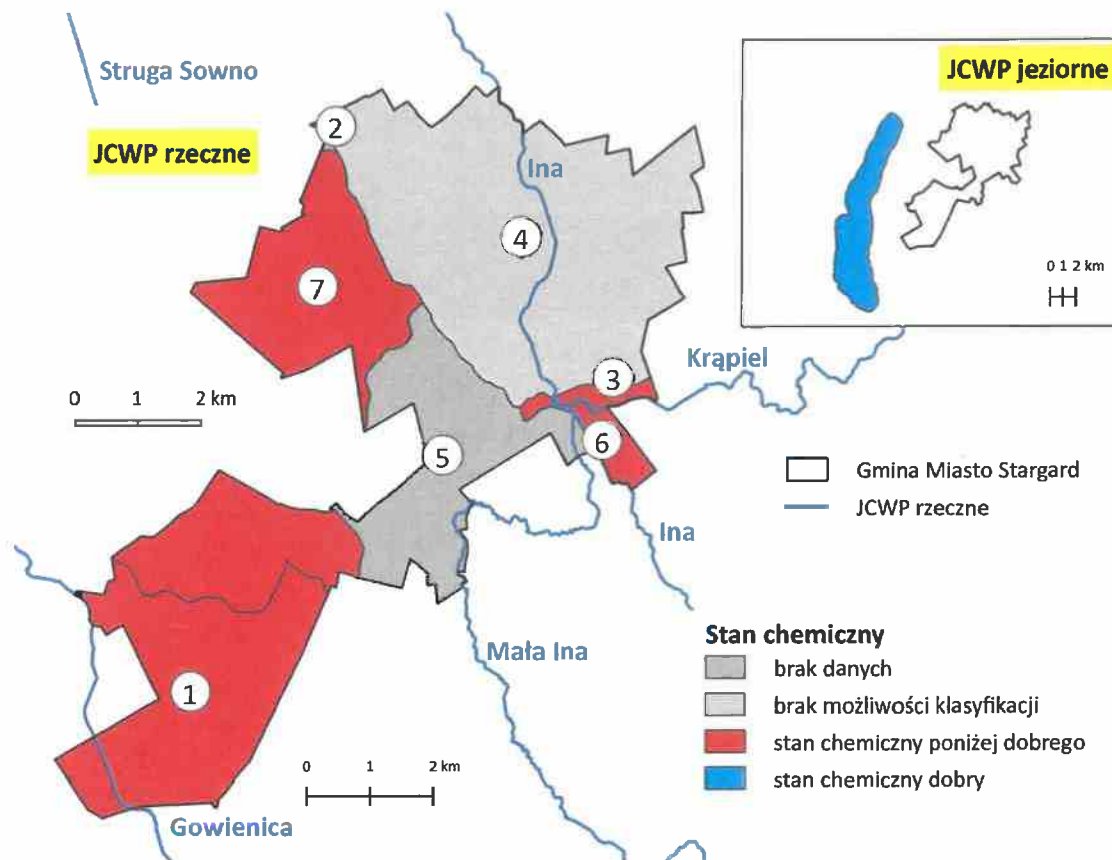 Struga Sowno
JCWP rzeczne
JCWP jeziorne
0 1 2 km
2
Ina
4
7
Krąpiel
3
0 1 2 km
5
6
Gmina Miasto Stargard
JCWP rzeczne
Ina
Mała Ina
Stan chemiczny
brak danych
brak możliwości klasyfikacji
stan chemiczny poniżej dobrego
stan chemiczny dobry
1
0 1 2 km
Gowienica